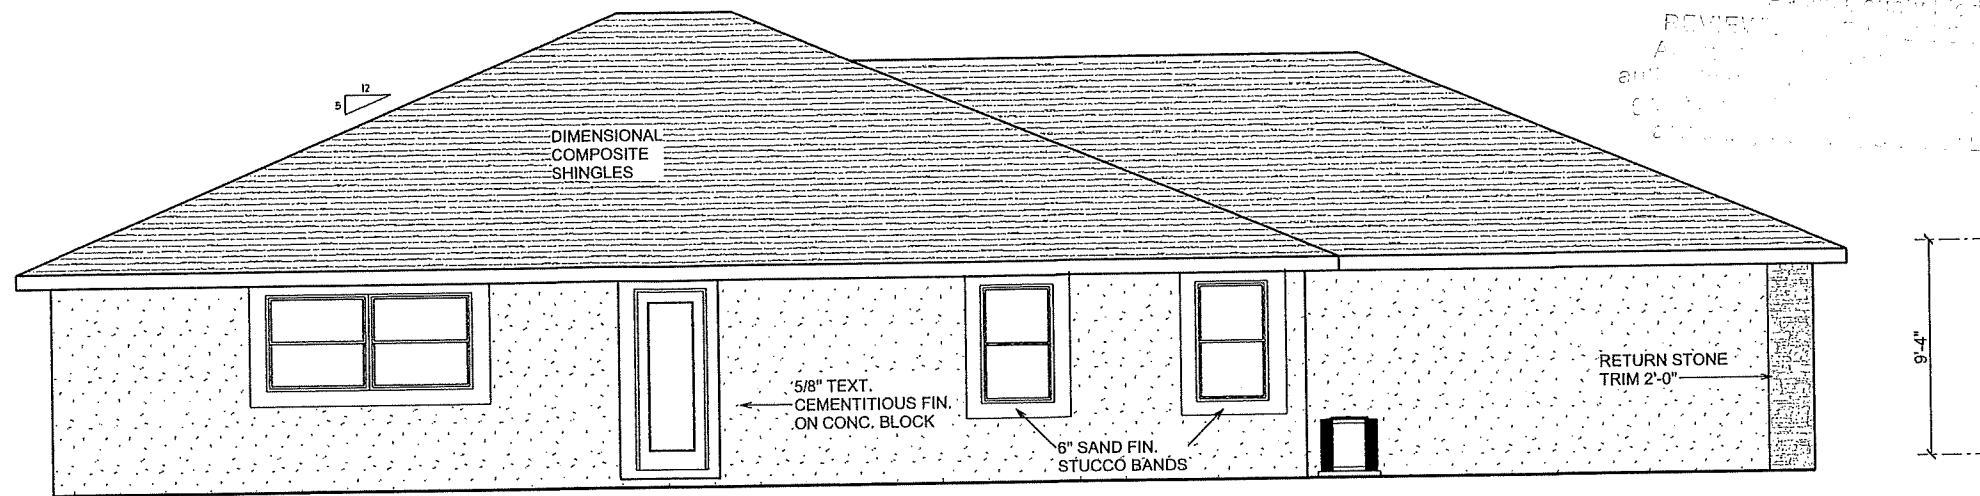 REVIEW
12
5
DIMENSIONAL
COMPOSITE
SHINGLES
5/8" TEXT.
CEMENTITIOUS FIN.
ON CONC. BLOCK
6" SAND FIN.
STUCCO BANDS
RETURN STONE
TRIM 2'-0"
9'-4"